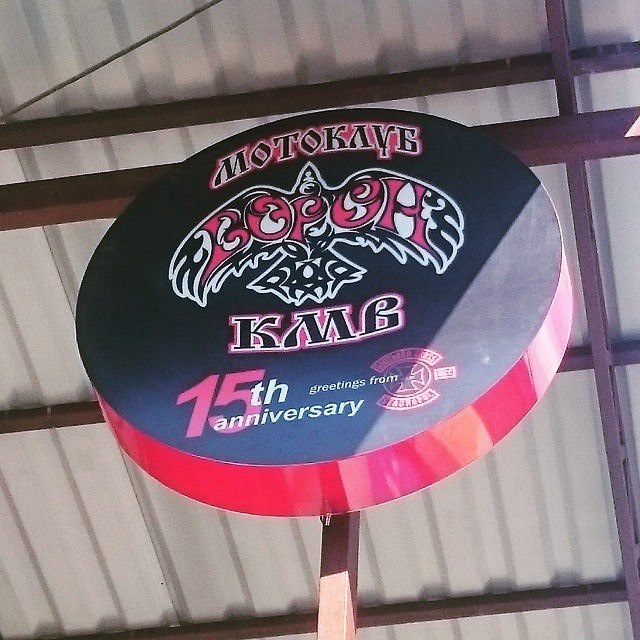 МОТОКЛУБ
ВОРОН
КМВ
15th
anniversary
greetings from